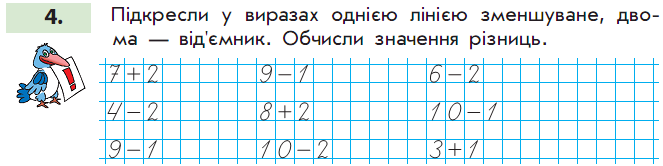 4. Підкресли у виразах однією лінією зменшуване, дво-
ма — від'ємник. Обчисли значення різниць.
7+2 9−1 6−2
4−2 8+2 10−1
9−1 10−2 3+1